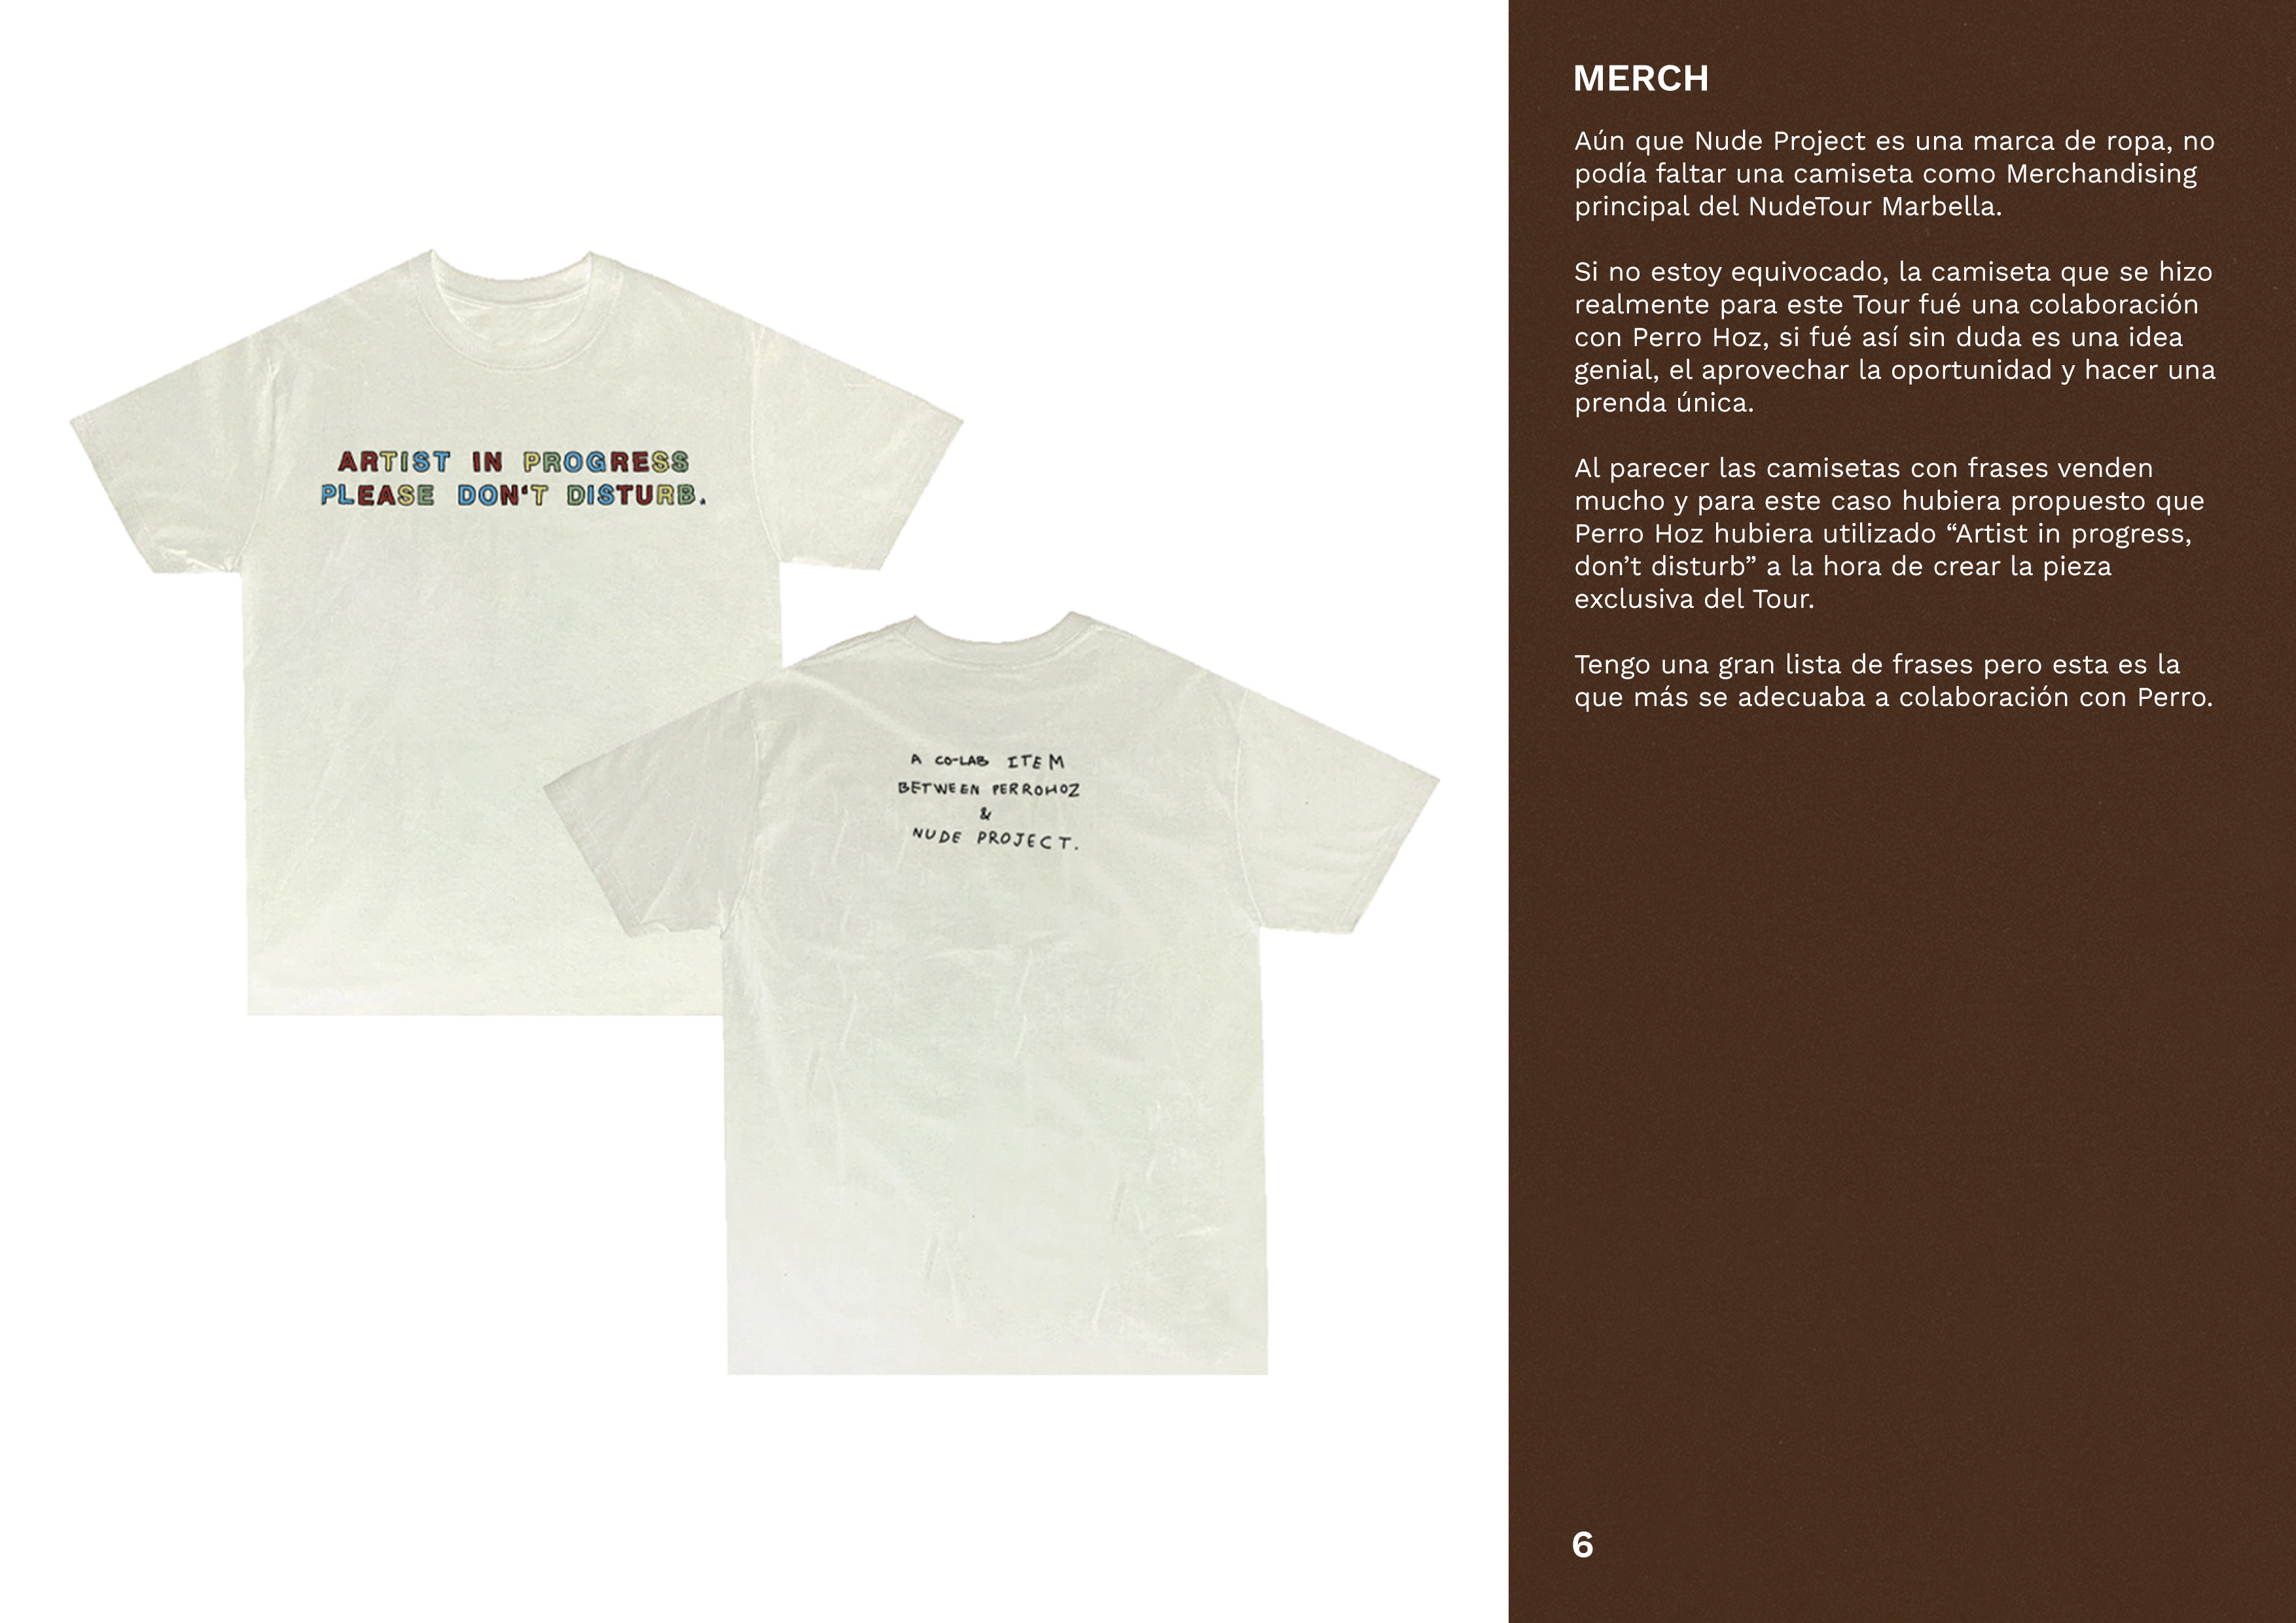 ARTIST IN PROGRESS
PLEASE DON'T DISTURB.
A CO-LAB ITEM
BETWEEN PERROHOZ
&
NUDE PROJECT.
MERCH
Aún que Nude Project es una marca de ropa, no
podía faltar una camiseta como Merchandising
principal del NudeTour Marbella.
Si no estoy equivocado, la camiseta que se hizo
realmente para este Tour fué una colaboración
con Perro Hoz, si fué así sin duda es una idea
genial, el aprovechar la oportunidad y hacer una
prenda única.
Al parecer las camisetas con frases venden
mucho y para este caso hubiera propuesto que
Perro Hoz hubiera utilizado “Artist in progress,
don’t disturb” a la hora de crear la pieza
exclusiva del Tour.
Tengo una gran lista de frases pero esta es la
que más se adecuaba a colaboración con Perro.
6